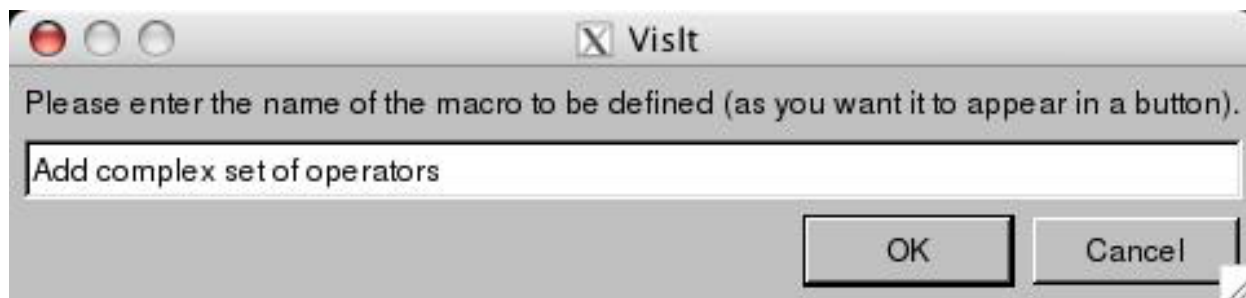 VisIt
Please enter the name of the macro to be defined (as you want it to appear in a button).
Add complex set of operators
OK Cancel